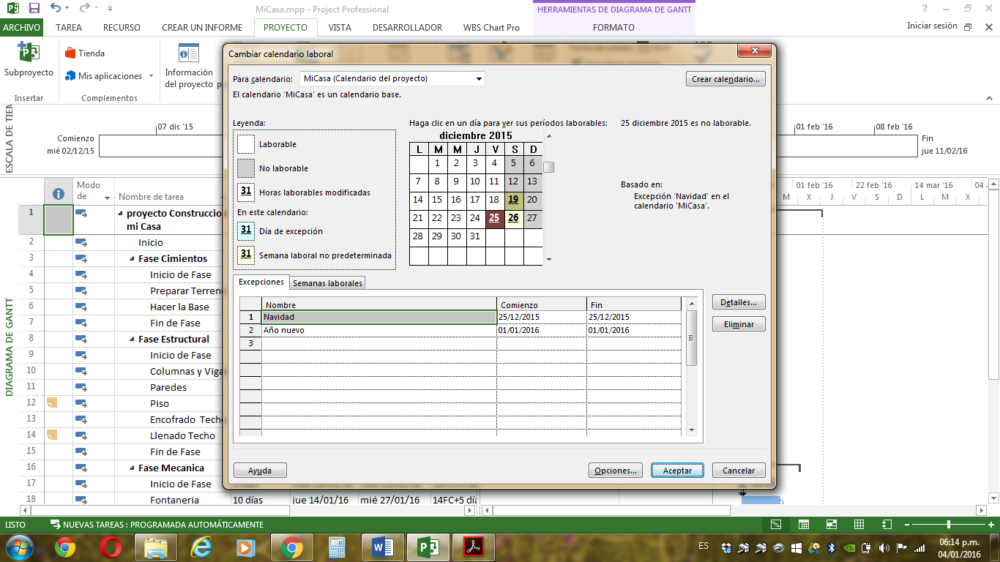 MiCasa.mpp - Project Professional
HERRAMIENTAS DE DIAGRAMA DE GANTT
ARCHIVO TAREA RECURSO CREAR UN INFORME PROYECTO VISTA DESARROLLADOR WBS Chart Pro FORMATO
Iniciar sesión
Subproyecto
Insertar
Tienda
Mis aplicaciones
Complementos
Información
del proyecto
Cambiar calendario laboral
Para calendario: MiCasa (Calendario del proyecto)
Crear calendario...
El calendario 'MiCasa' es un calendario base.
Leyenda:
Laborable
No laborable
31 Horas laborables modificadas
En este calendario:
31 Día de excepción
31 Semana laboral no predeterminada
Haga clic en un día para ver sus períodos laborables:
diciembre 2015
L M M J V S D
1 2 3 4 5 6
7 8 9 10 11 12 13
14 15 16 17 18 19 20
21 22 23 24 25 26 27
28 29 30 31
25 diciembre 2015 es no laborable.
Basado en:
Excepción 'Navidad' en el
calendario 'MiCasa'.
Excepciones Semanas laborales
Nombre Comienzo Fin
1 Navidad 25/12/2015 25/12/2015
2 Año nuevo 01/01/2016 01/01/2016
3
Detalles...
Eliminar
Ayuda Opciones... Aceptar Cancelar
ESCALA DE TIEM
07 dic '15
Comienzo
mié 02/12/15
01 feb '16 08 feb '16
Fin
jue 11/02/16
DIAGRAMA DE GANTT
Modo
de
Nombre de tarea
01 feb '16 22 feb '16 14 mar '16 04 a
M X J V S D L M X
1 proyecto Construccio
mi Casa
2 Inicio
3 Fase Cimientos
4 Inicio de Fase
5 Preparar Terreno
6 Hacer la Base
7 Fin de Fase
8 Fase Estructural
9 Inicio de Fase
10 Columnas y Viga
11 Paredes
12 Piso
13 Encofrado Techo
14 Llenado Techo
15 Fin de Fase
16 Fase Mecanica
17 Inicio de Fase
18 Fontaneria 10 días jue 14/01/16 mié 27/01/16 14FC+5 día
LISTO NUEVAS TAREAS : PROGRAMADA AUTOMÁTICAMENTE
ES
06:14 p.m.
04/01/2016